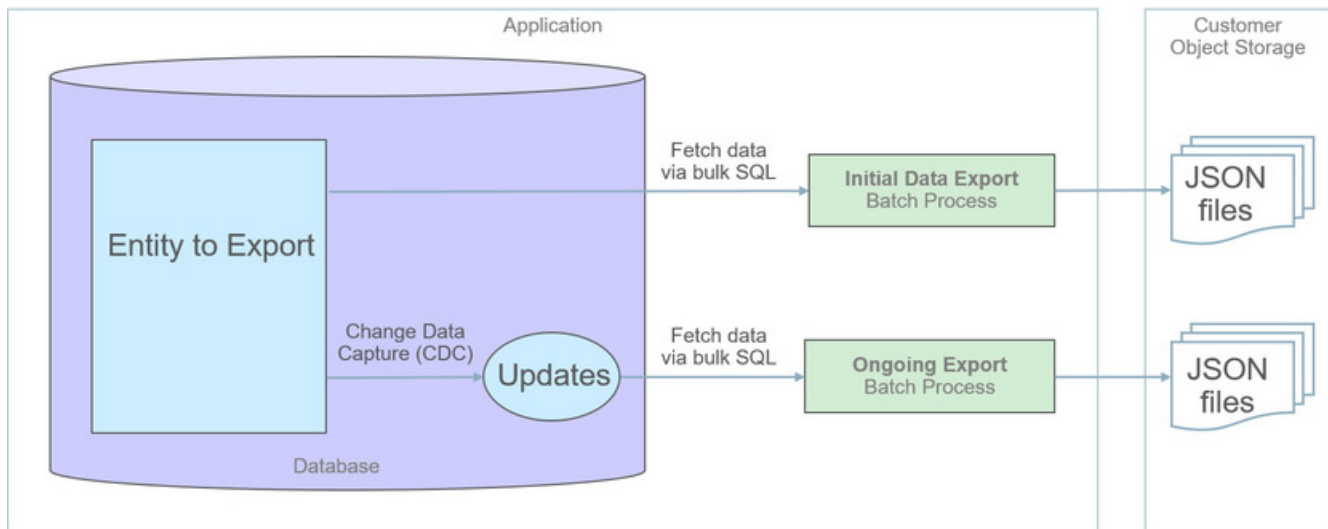 Application
Customer
Object Storage
Fetch data
via bulk SQL
Initial Data Export
Batch Process
JSON
files
Entity to Export
Change Data
Capture (CDC)
Updates
Fetch data
via bulk SQL
Ongoing Export
Batch Process
JSON
files
Database